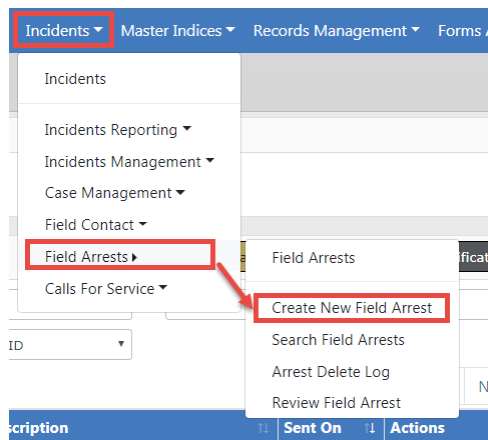 Incidents Master Indices Records Management Forms
Incidents
Incidents Reporting
Incidents Management
Case Management
Field Contact
Field Arrests
Calls For Service
Field Arrests
Create New Field Arrest
Search Field Arrests
Arrest Delete Log
Review Field Arrest
ID
Sent On Actions